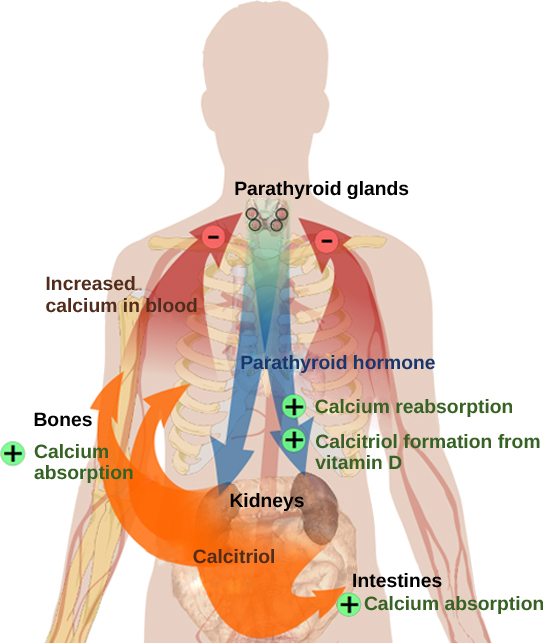 Parathyroid glands
Increased
calcium in blood
Parathyroid hormone
Calcium reabsorption
Calcitriol formation from
vitamin D
Bones
Calcium
absorption
Kidneys
Calcitriol
Intestines
Calcium absorption